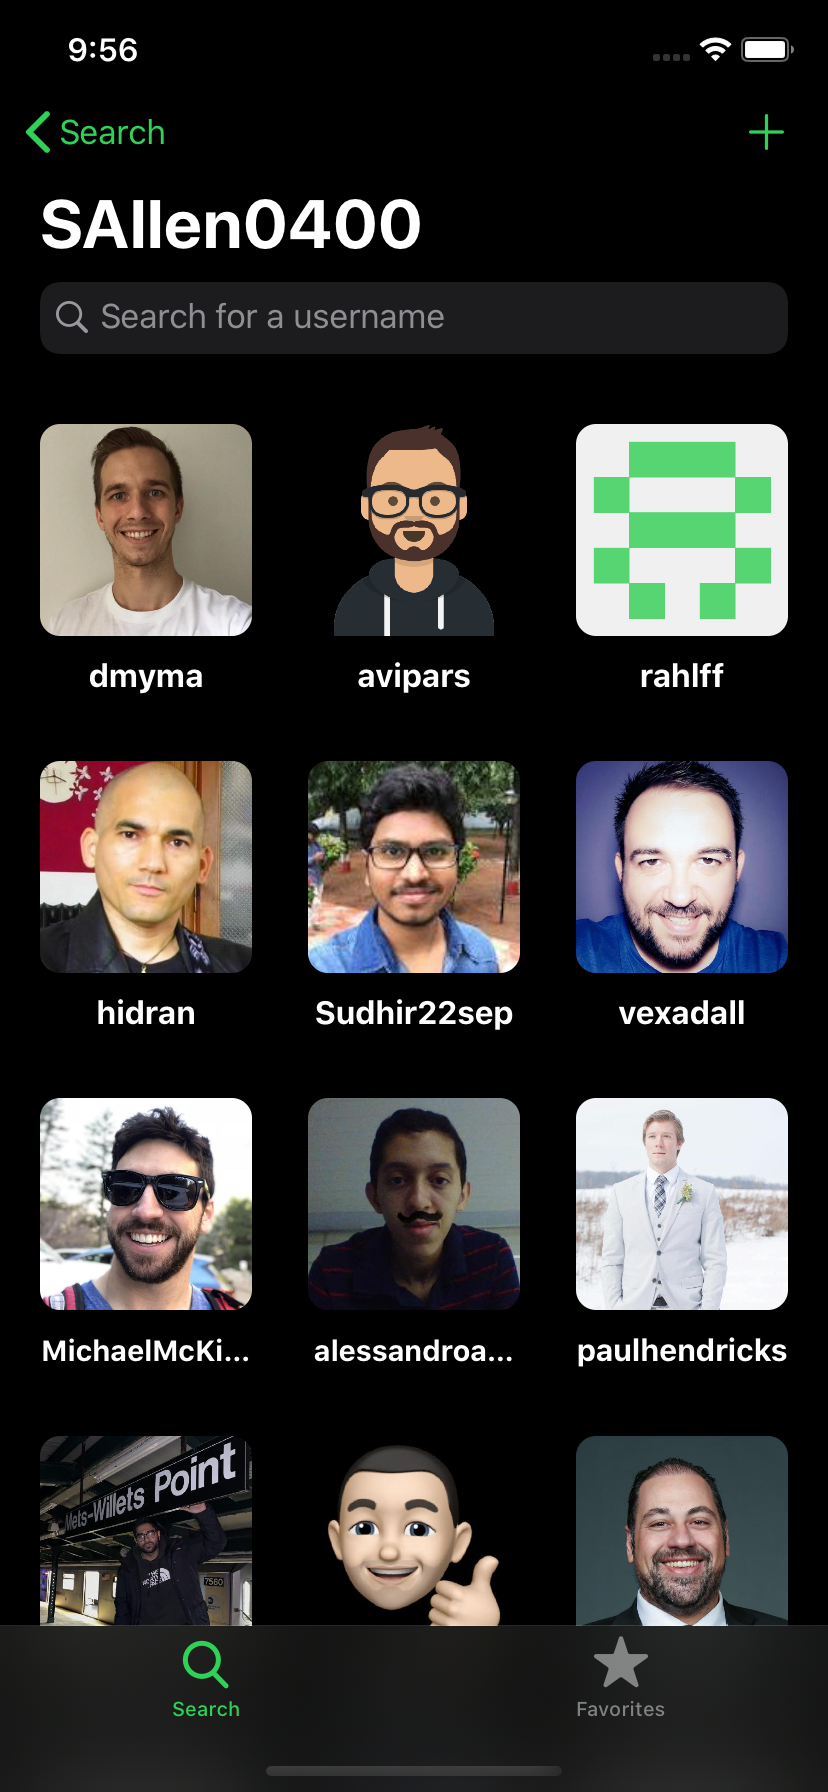 9:56
Search
SAllen0400
Search for a username
dmyma
avipars
rahlff
hidran
Sudhir22sep
vexadall
MichaelMcKi...
alessandroa...
paulhendricks
Mets-Willets Point
7560
Search
Favorites